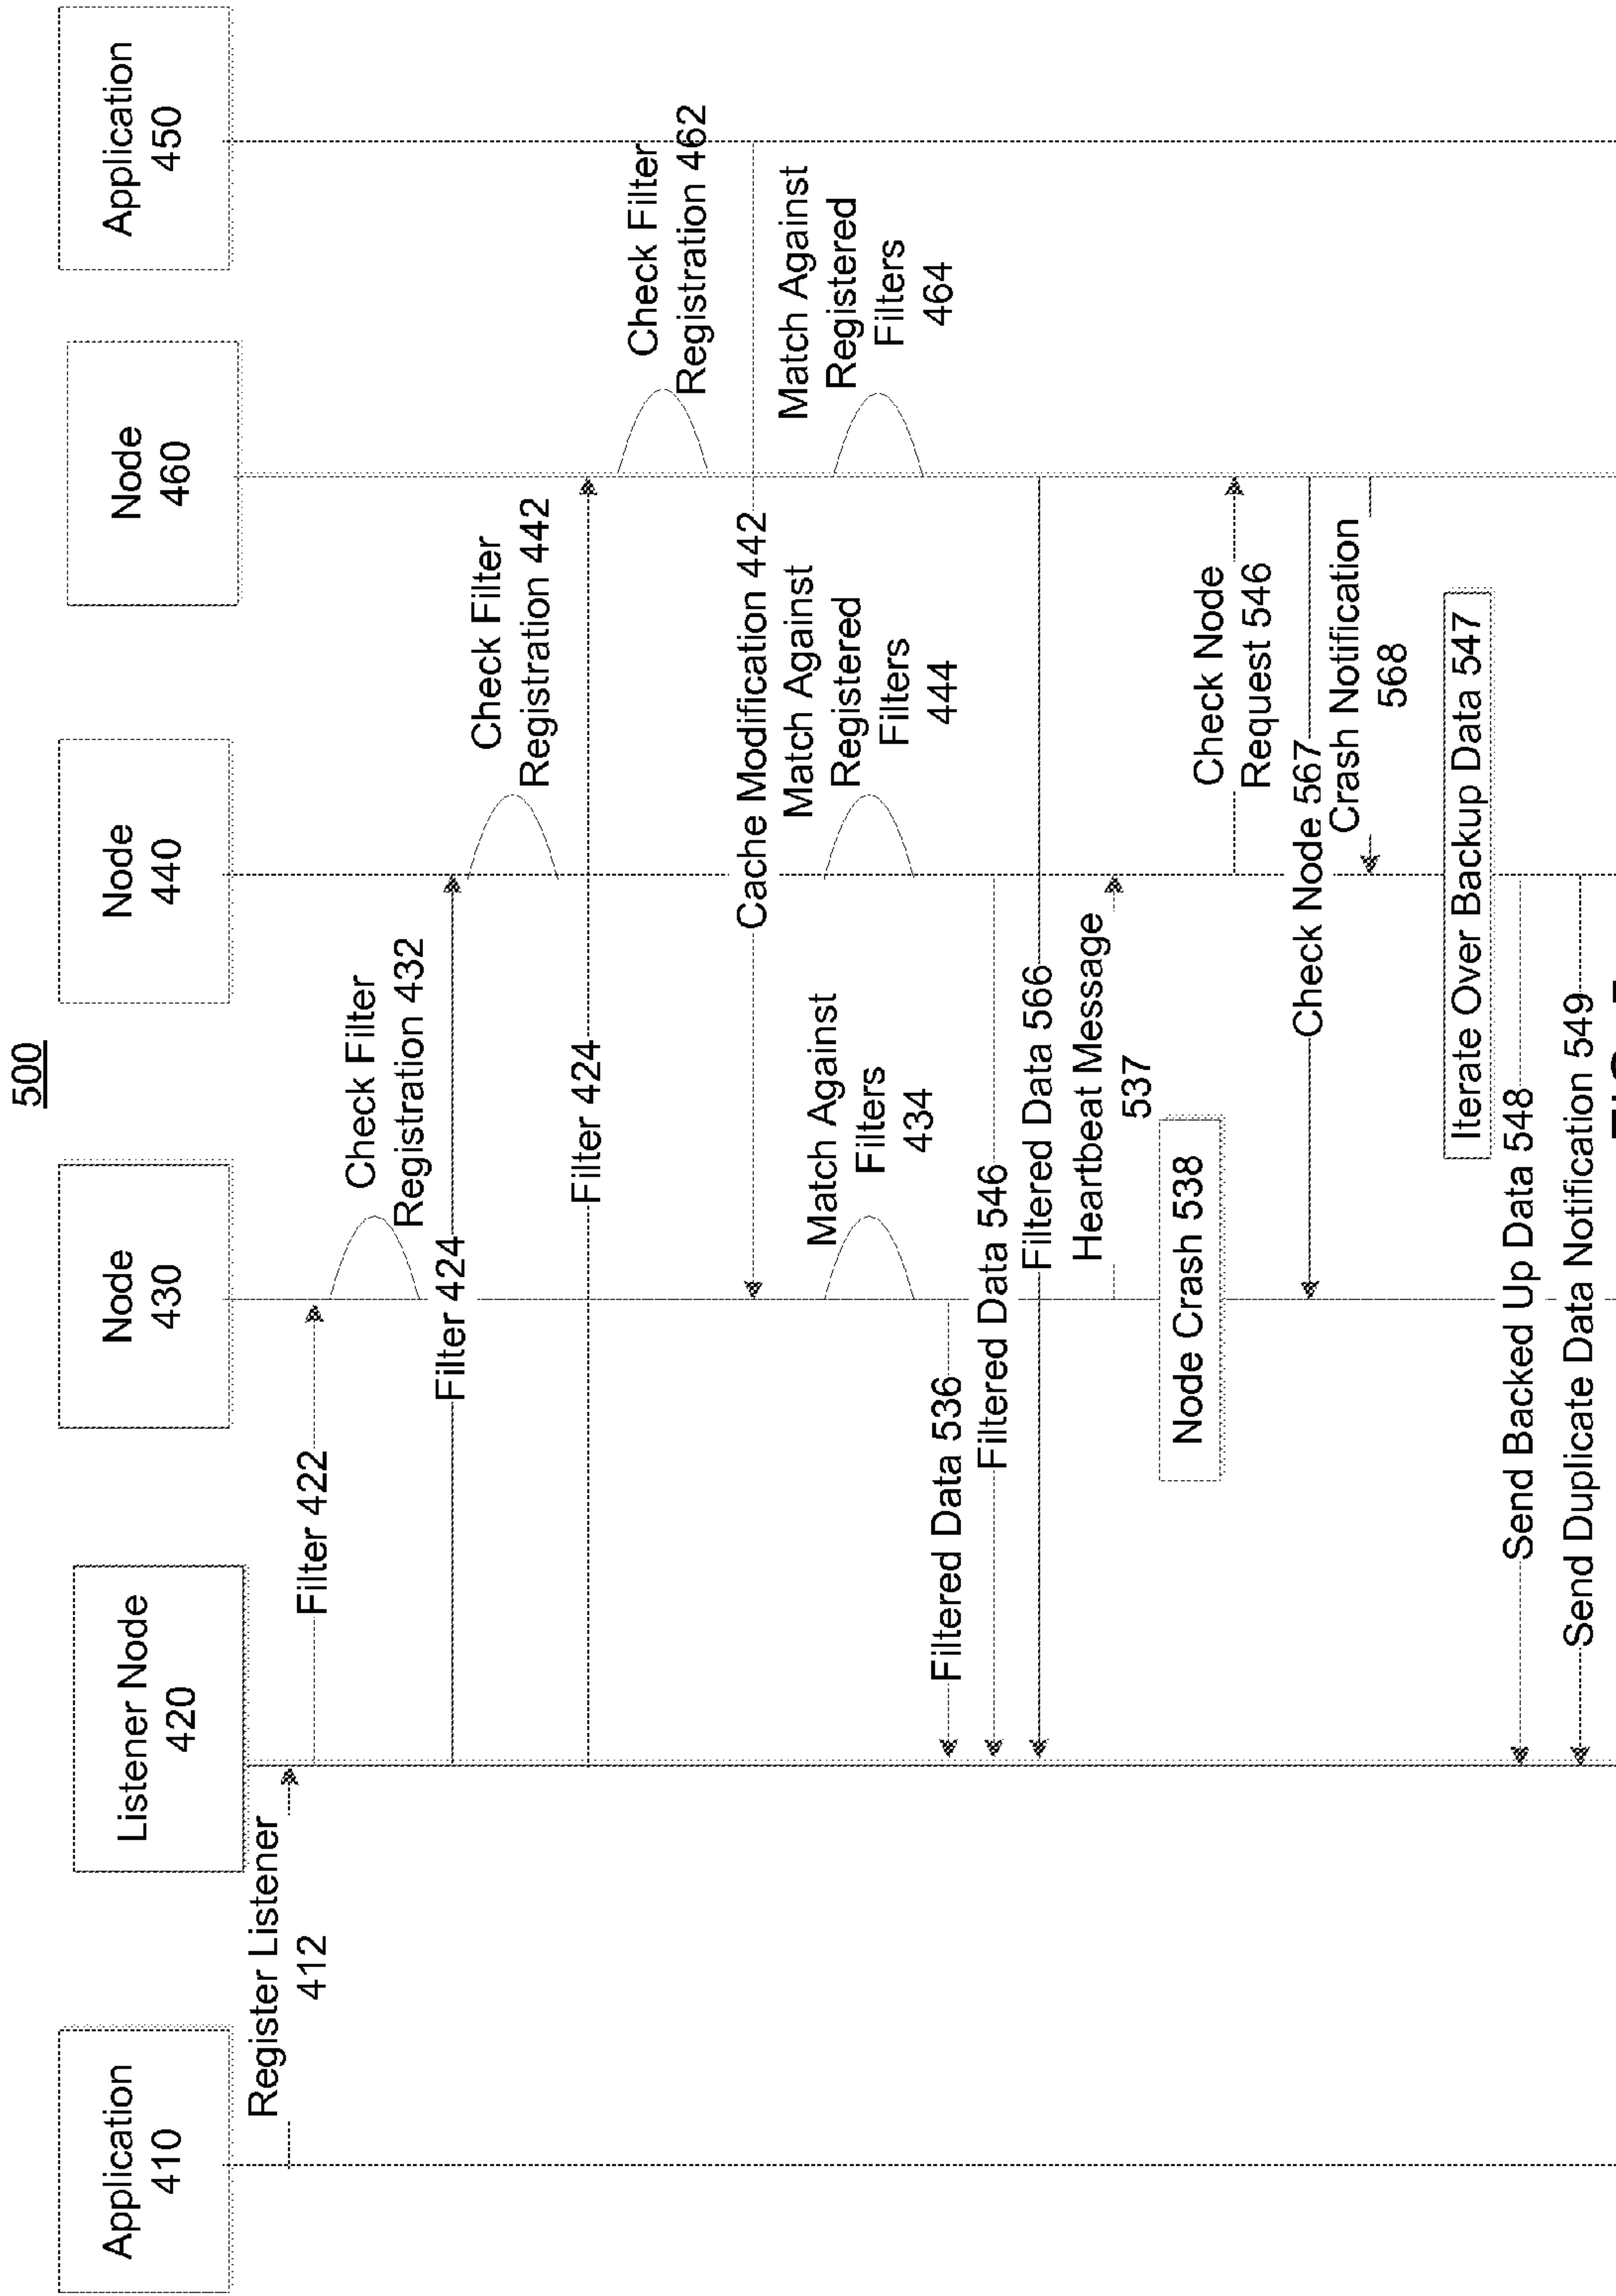 500
Application
410
Listener Node
420
Node
430
Node
440
Node
460
Application
450
Register Listener
412
Filter 422
Check Filter
Registration 432
Filter 424
Check Filter
Registration 442
Filter 424
Check Filter
Registration 462
Cache Modification 442
Match Against
Filters
434
Match Against
Registered
Filters
444
Match Against
Registered
Filters
464
Filtered Data 536
Filtered Data 546
Filtered Data 566
Heartbeat Message
537
Node Crash 538
Check Node
Request 546
Check Node 567
Crash Notification
568
Iterate Over Backup Data 547
Send Backed Up Data 548
Send Duplicate Data Notification 549